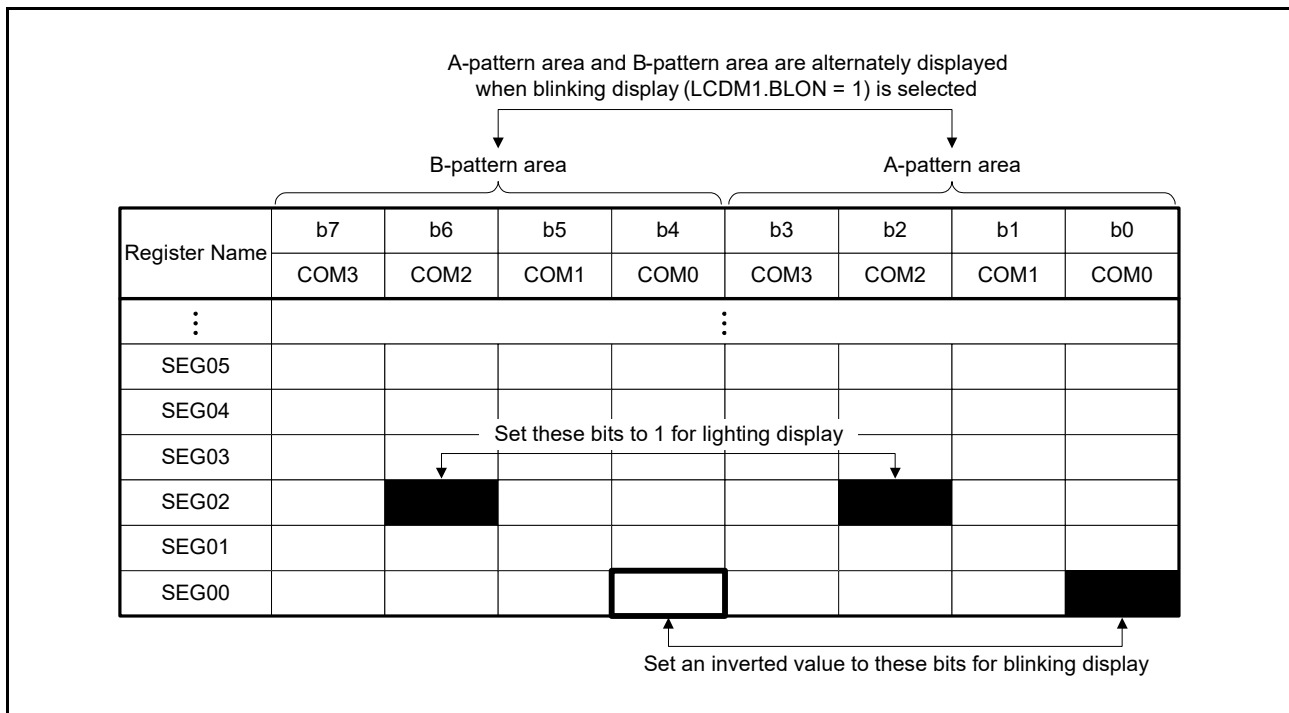 A-pattern area and B-pattern area are alternately displayed
when blinking display (LCDM1.BLON = 1) is selected
B-pattern area A-pattern area
Register Name b7 b6 b5 b4 b3 b2 b1 b0
COM3 COM2 COM1 COM0 COM3 COM2 COM1 COM0
⋮ ⋮
SEG05
SEG04
Set these bits to 1 for lighting display
SEG03
SEG02
SEG01
SEG00
Set an inverted value to these bits for blinking display